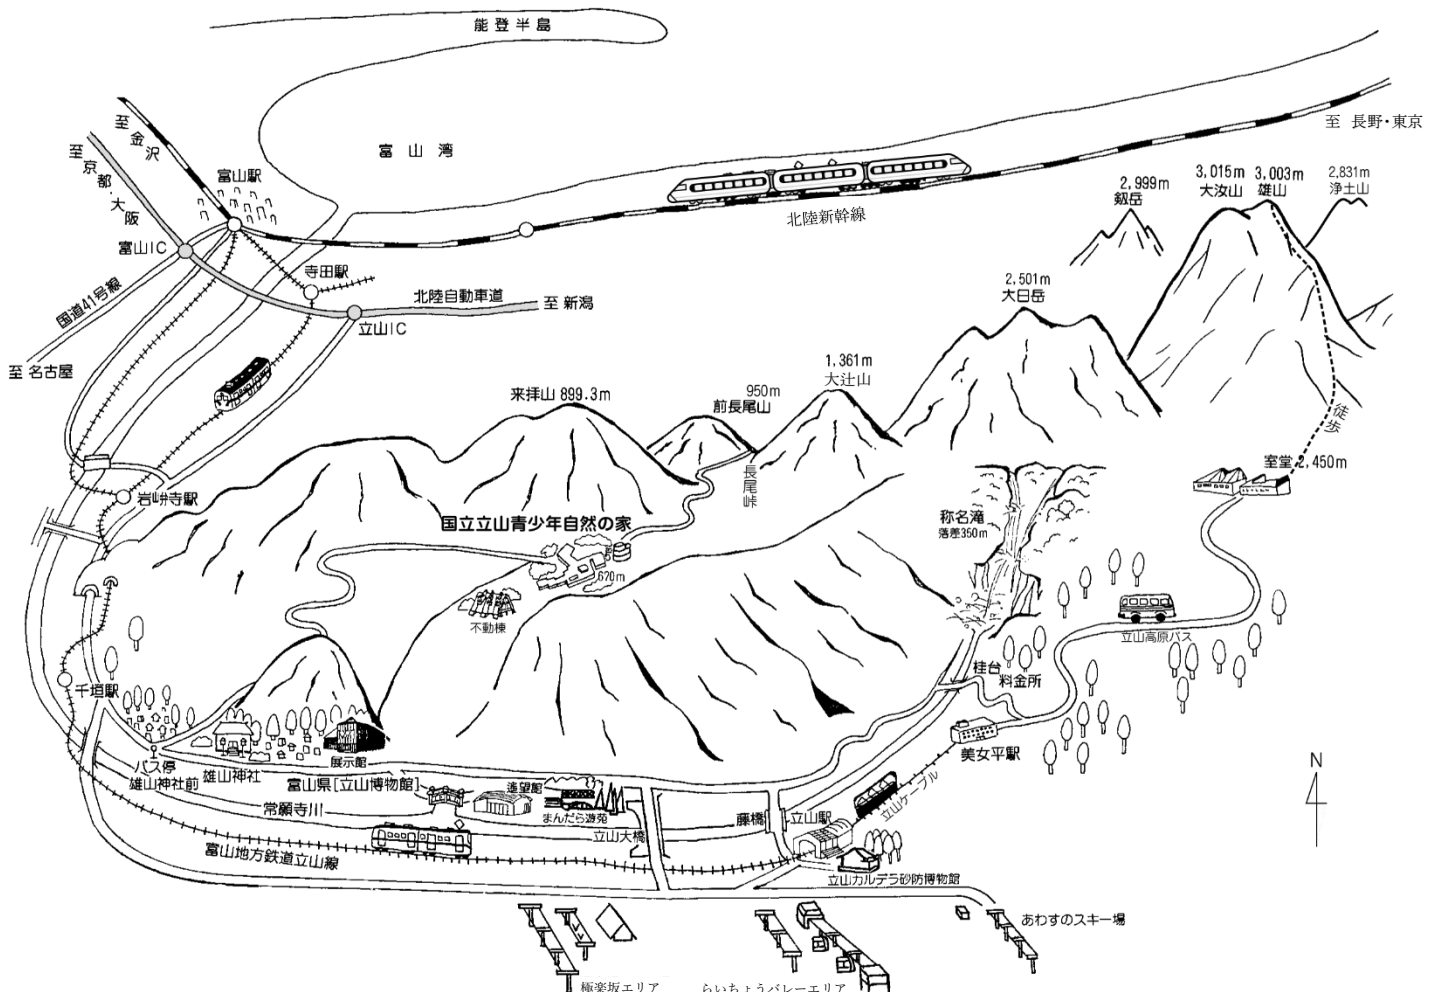 能登半島
至 金沢
至 京都・大阪
富山駅
富山湾
至 長野・東京
北陸新幹線
2,999m
剱岳
3,015m
大汝山
3,003m
雄山
2,831m
浄土山
富山IC
寺田駅
国道41号線
北陸自動車道
至 新潟
立山IC
至 名古屋
2,501m
大日岳
1,361m
大辻山
950m
前長尾山
来拝山 899.3m
長尾峠
徒歩
室堂 2,450m
岩峅寺駅
国立立山青少年自然の家
670m
不動棟
称名滝
落差350m
立山高原バス
桂台
料金所
千垣駅
美女平駅
バス停
雄山神社前
雄山神社
展示館
富山県[立山博物館]
遙望館
まんだら遊苑
常願寺川
立山大橋
藤橋
立山駅
立山ケーブル
富山地方鉄道立山線
立山カルデラ砂防博物館
あわすのスキー場
極楽坂エリア
らいちょうバレーエリア
N